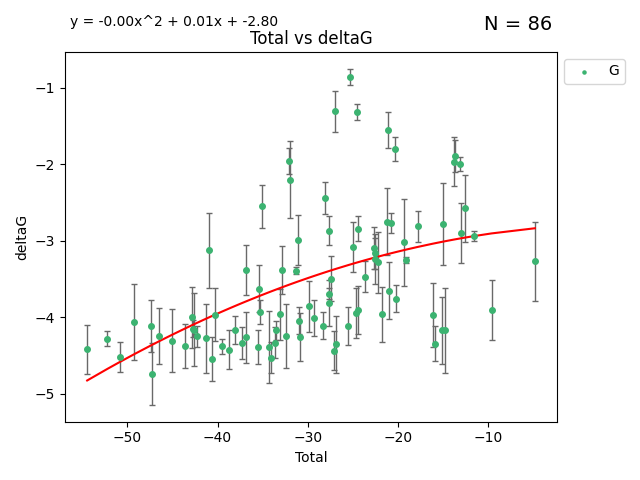 y = -0.00x^2 + 0.01x + -2.80
N = 86
Total vs deltaG
G
deltaG
−1
−2
−3
−4
−5
−50
−40
−30
−20
−10
Total